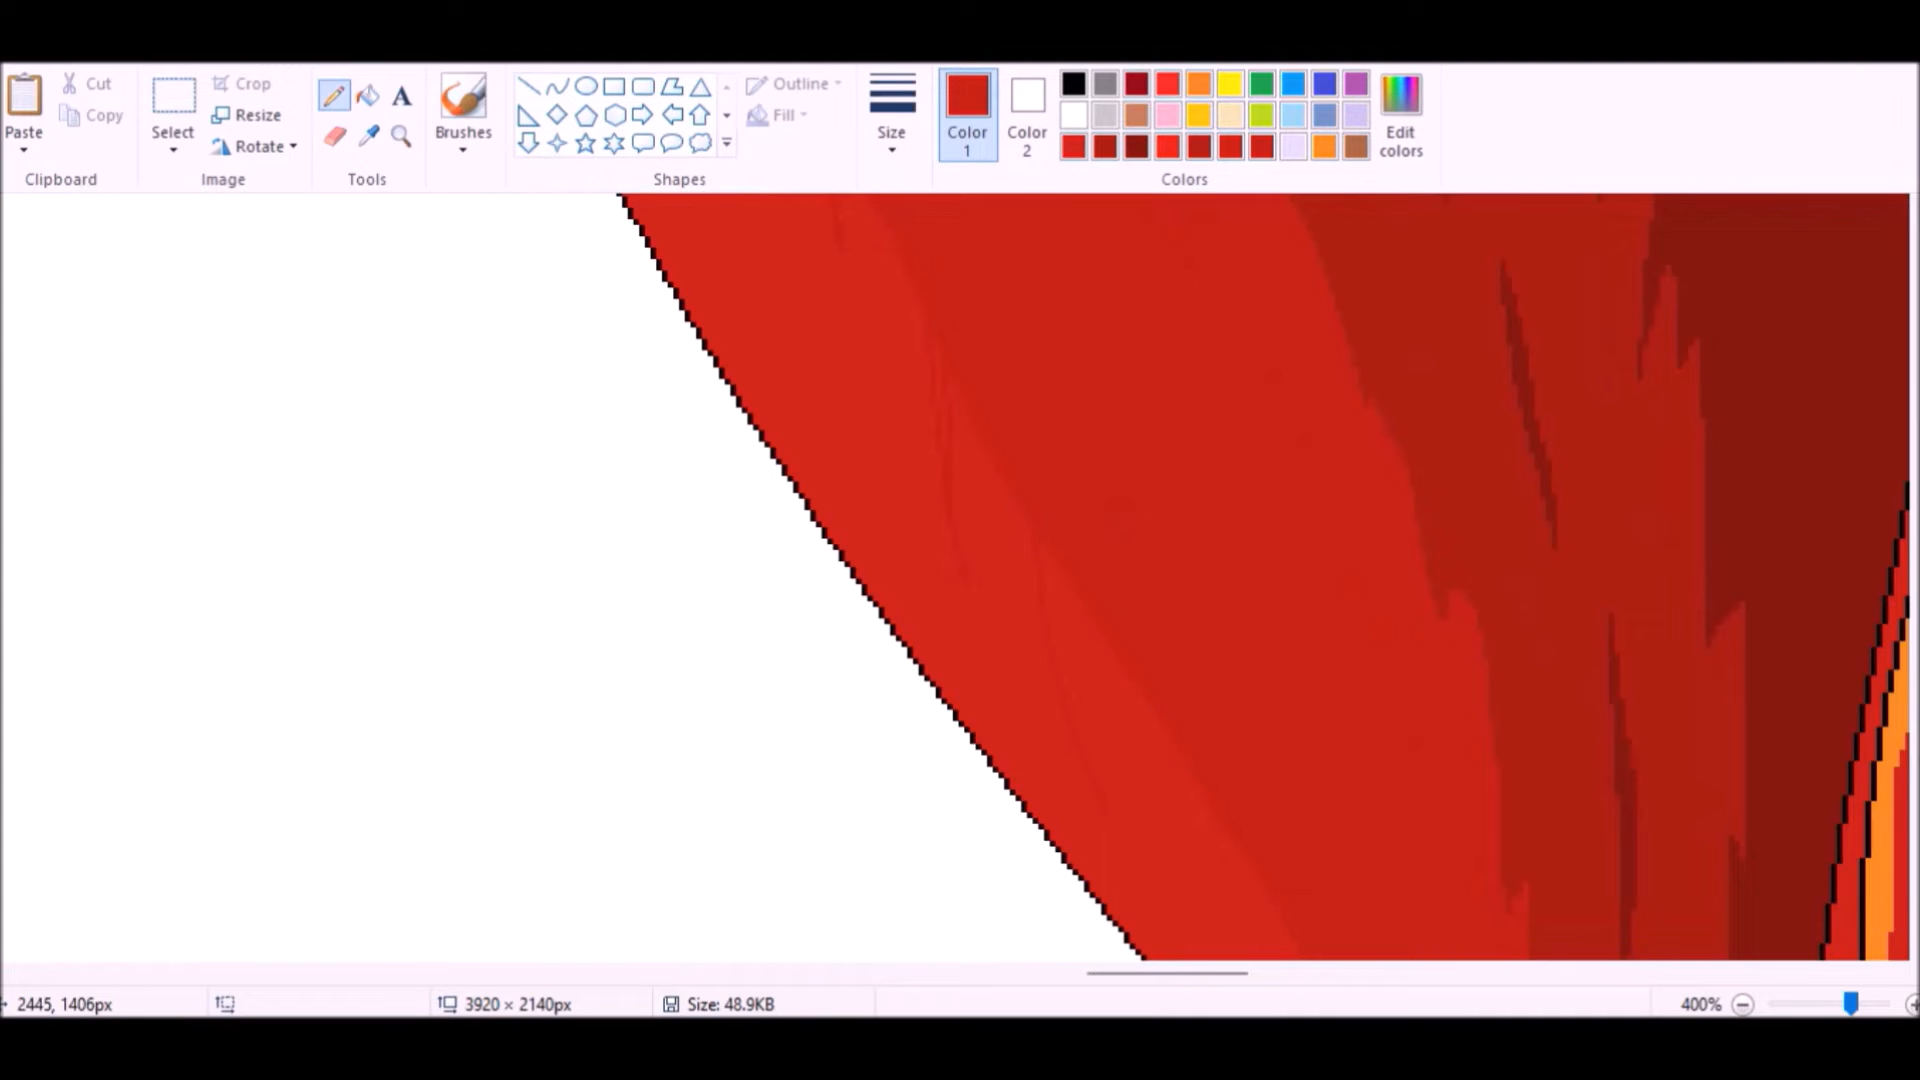 Cut
Crop
Outline
Copy
Resize
Fill
Paste
Select
Rotate
Brushes
Size
Color
1
Color
2
Edit
colors
Clipboard
Image
Tools
Shapes
Colors
2445, 1406px
3920 × 2140px
Size: 48.9KB
400%